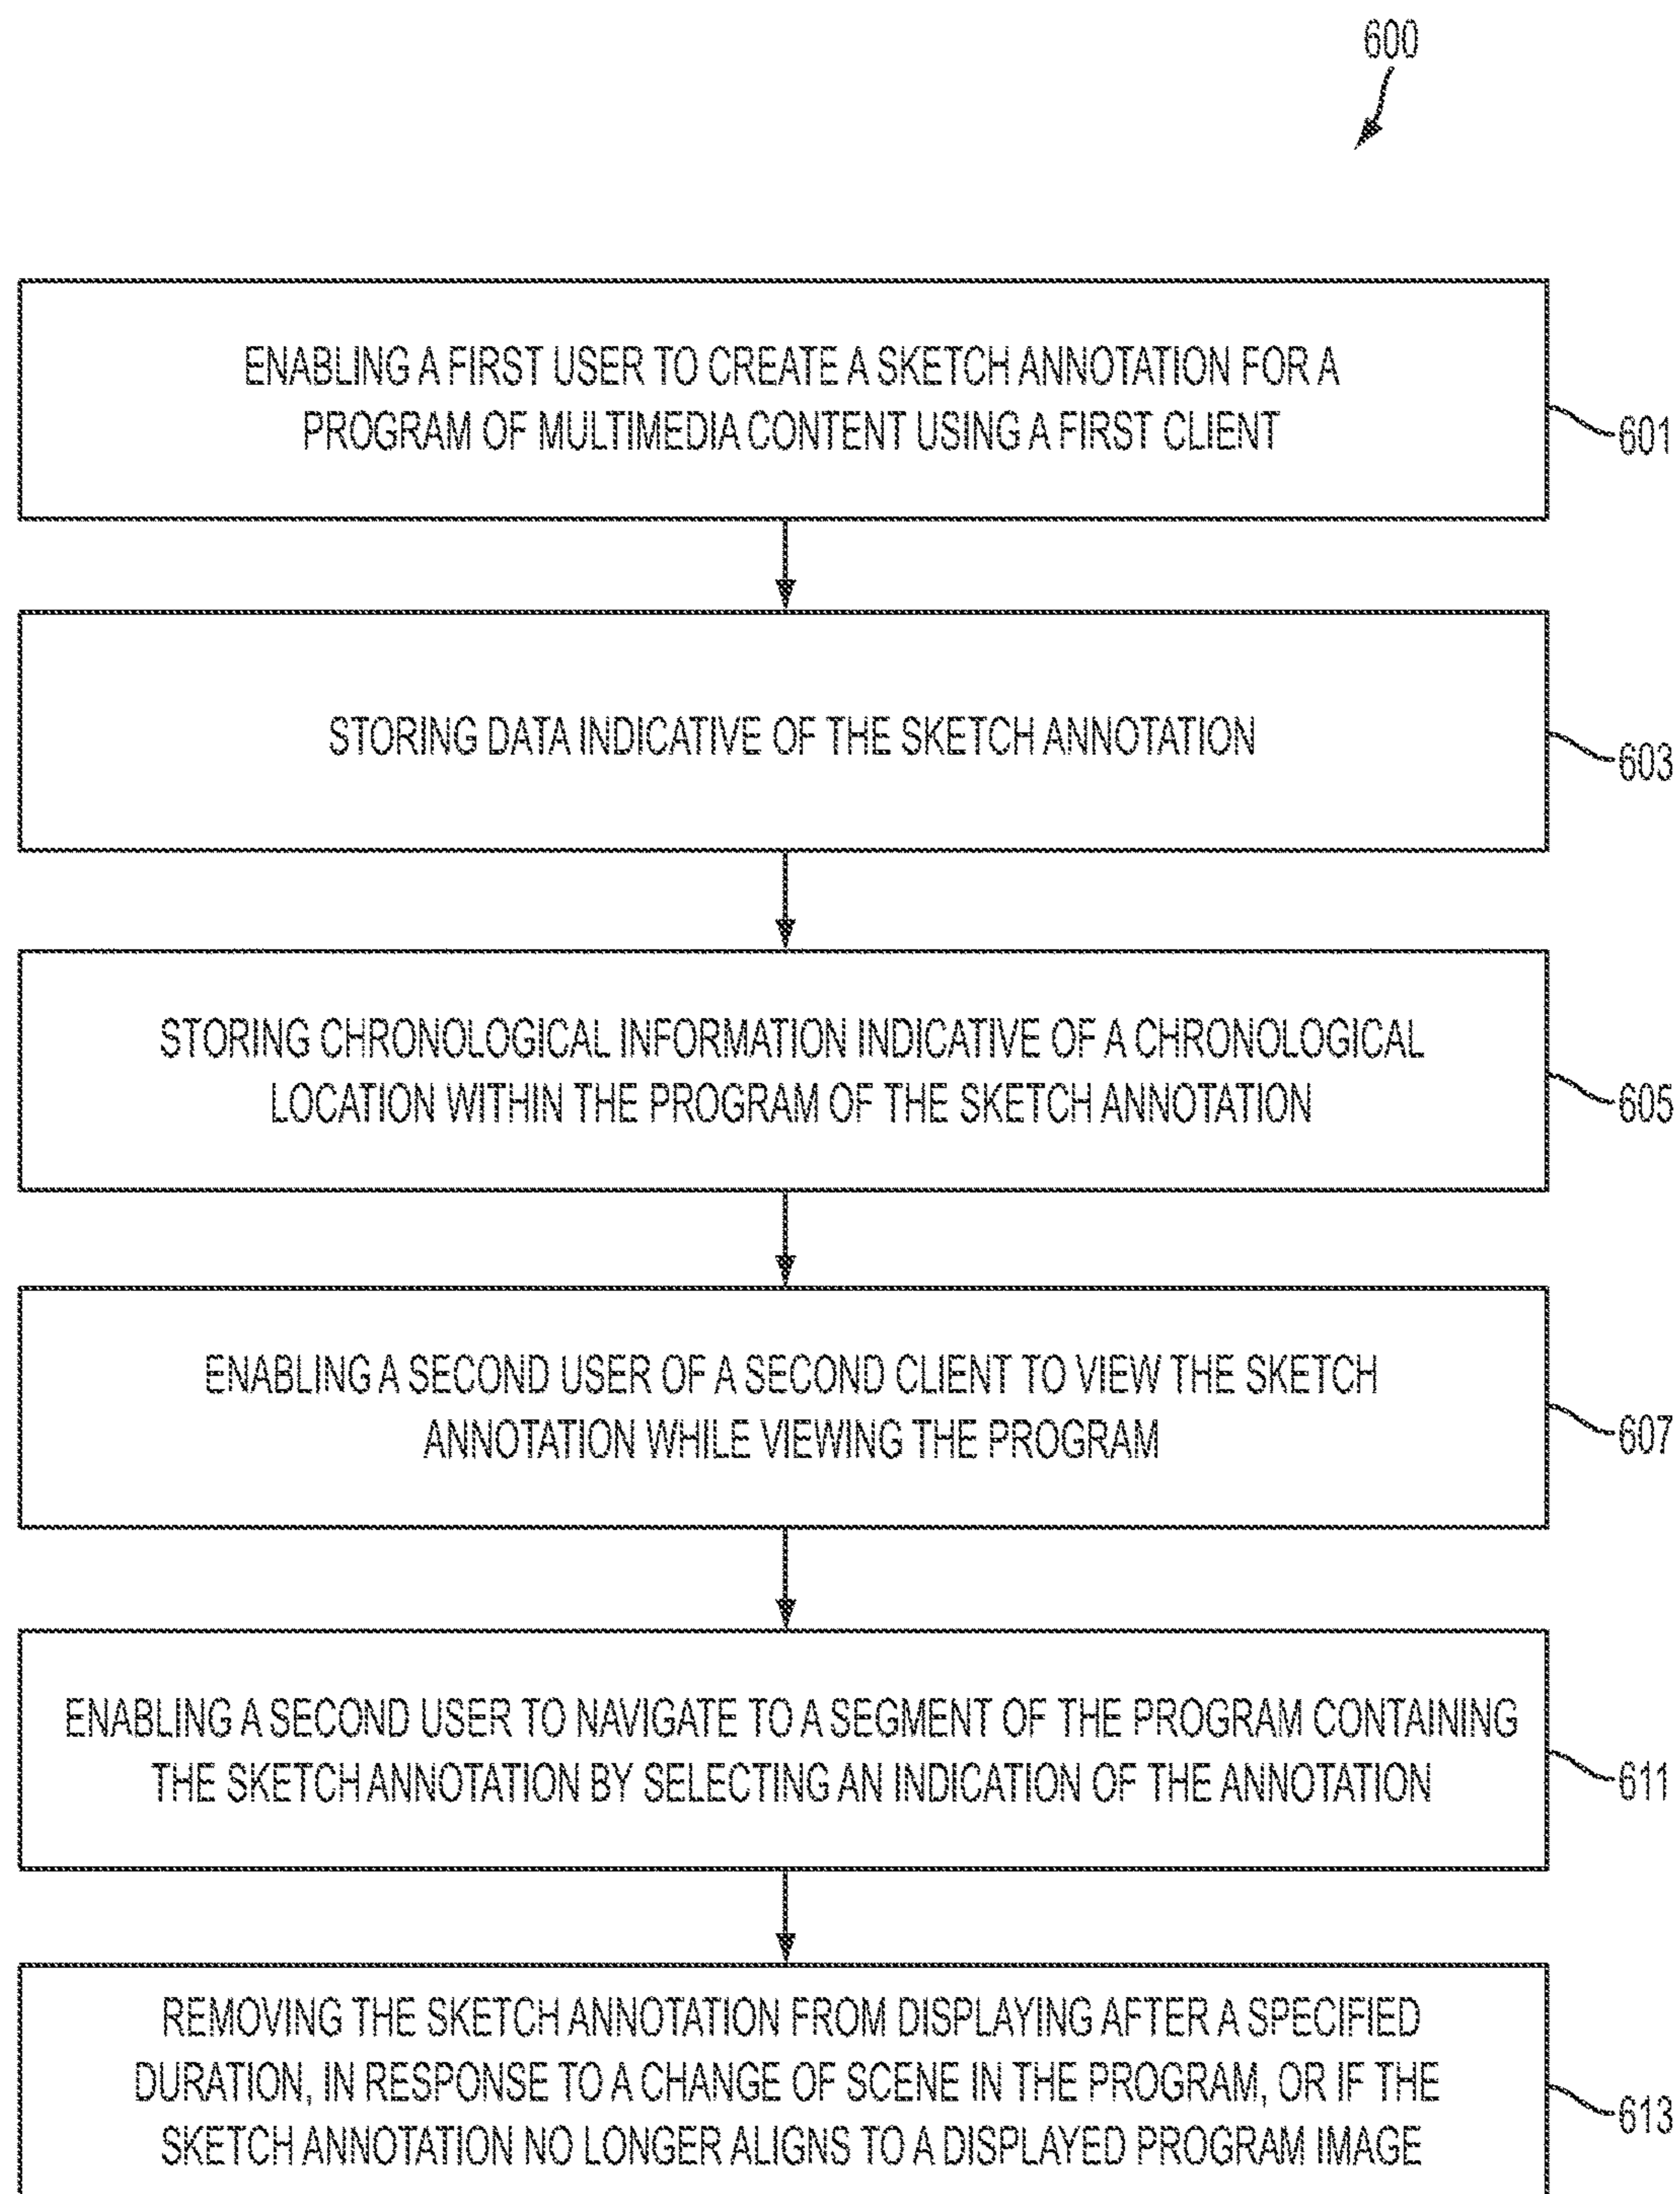 600
ENABLING A FIRST USER TO CREATE A SKETCH ANNOTATION FOR A
PROGRAM OF MULTIMEDIA CONTENT USING A FIRST CLIENT
601
STORING DATA INDICATIVE OF THE SKETCH ANNOTATION
603
STORING CHRONOLOGICAL INFORMATION INDICATIVE OF A CHRONOLOGICAL
LOCATION WITHIN THE PROGRAM OF THE SKETCH ANNOTATION
605
ENABLING A SECOND USER OF A SECOND CLIENT TO VIEW THE SKETCH
ANNOTATION WHILE VIEWING THE PROGRAM
607
ENABLING A SECOND USER TO NAVIGATE TO A SEGMENT OF THE PROGRAM CONTAINING
THE SKETCH ANNOTATION BY SELECTING AN INDICATION OF THE ANNOTATION
611
REMOVING THE SKETCH ANNOTATION FROM DISPLAYING AFTER A SPECIFIED
DURATION, IN RESPONSE TO A CHANGE OF SCENE IN THE PROGRAM, OR IF THE
SKETCH ANNOTATION NO LONGER ALIGNS TO A DISPLAYED PROGRAM IMAGE
613